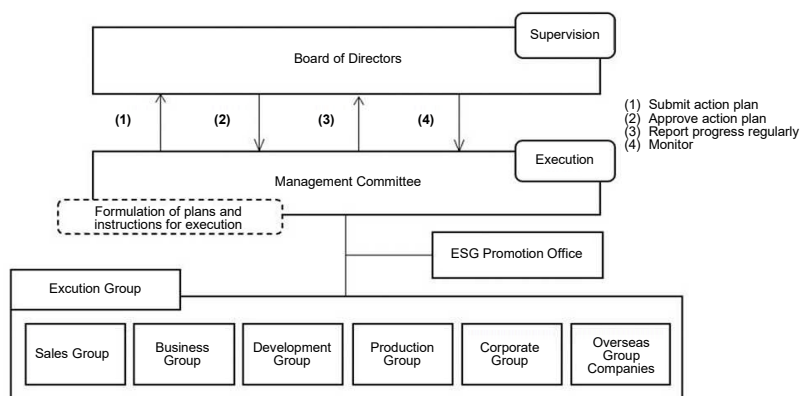 Supervision
Board of Directors
(1)
(2)
(3)
(4)
(1) Submit action plan
(2) Approve action plan
(3) Report progress regularly
(4) Monitor
Execution
Management Committee
Formulation of plans and
instructions for execution
ESG Promotion Office
Excution Group
Sales Group
Business
Group
Development
Group
Production
Group
Corporate
Group
Overseas
Group
Companies